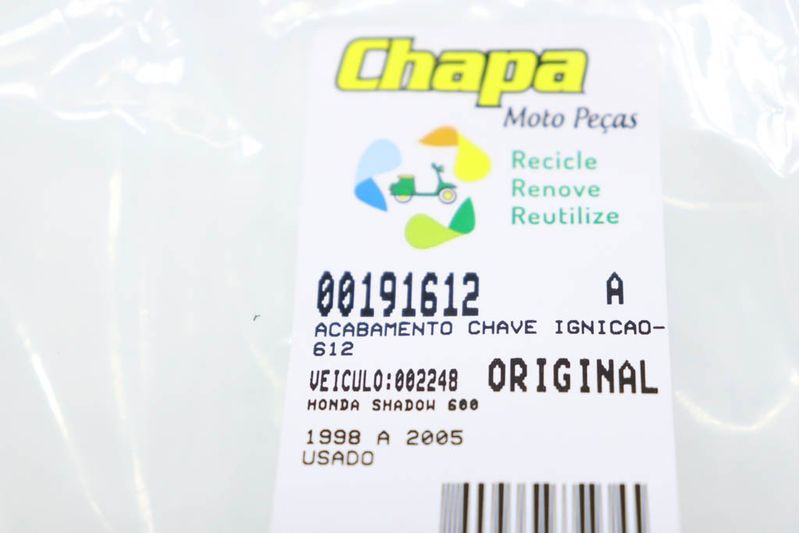 Chapa
Moto Peças
Recicle
Renove
Reutilize
00191612 A
ACABAMENTO CHAVE IGNICAO-
612
VEICULO:002248 ORIGINAL
HONDA SHADOW 600
1998 A 2005
USADO